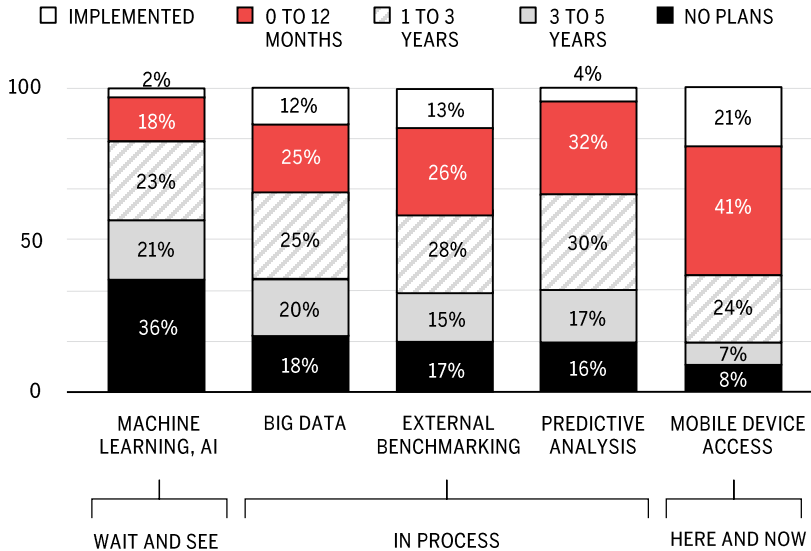 IMPLEMENTED
0 TO 12
MONTHS
1 TO 3
YEARS
3 TO 5
YEARS
NO PLANS
100
50
0
2%
18%
23%
21%
36%
12%
25%
25%
20%
18%
13%
26%
28%
15%
17%
4%
32%
30%
17%
16%
21%
41%
24%
7%
8%
MACHINE
LEARNING, AI
BIG DATA
EXTERNAL
BENCHMARKING
PREDICTIVE
ANALYSIS
MOBILE DEVICE
ACCESS
WAIT AND SEE
IN PROCESS
HERE AND NOW